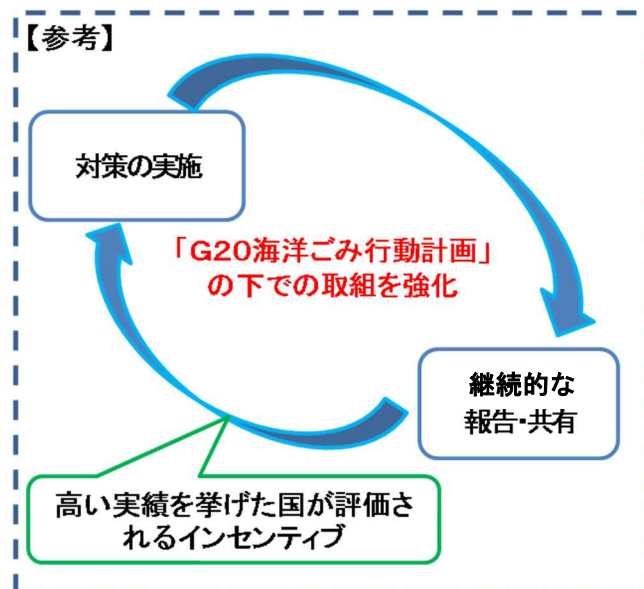 【参考】
対策の実施
「G20海洋ごみ行動計画」
の下での取組を強化
継続的な
報告・共有
高い実績を挙げた国が評価さ
れるインセンティブ